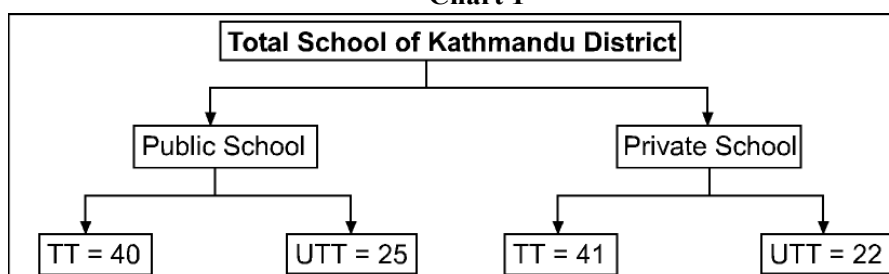 Total School of Kathmandu District
Public School Private School
TT = 40 UTT = 25 TT = 41 UTT = 22